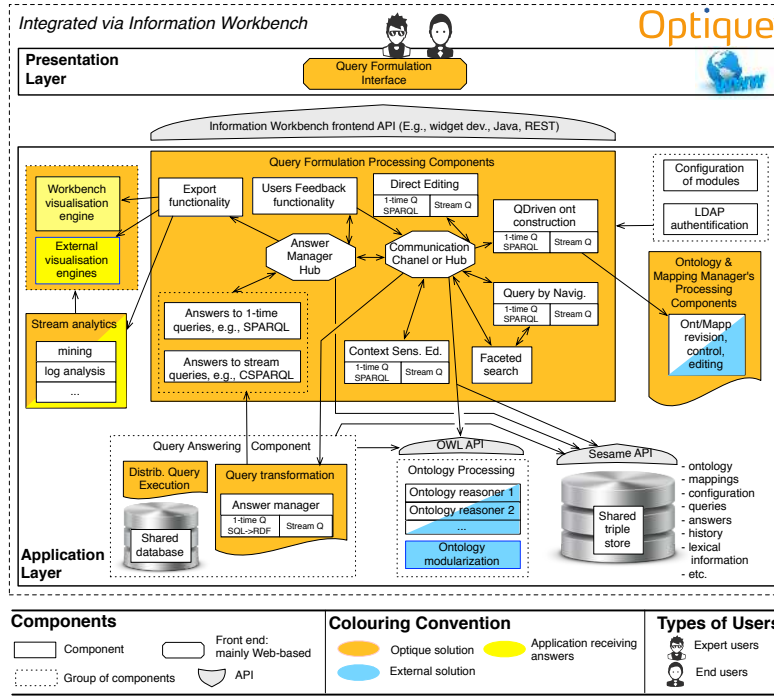 Integrated via Information Workbench
Optique
Presentation
Layer
Query Formulation
Interface
Information Workbench frontend API (E.g., widget dev., Java, REST)
Query Formulation Processing Components
Workbench
visualisation
engine
External
visualisation
engines
Export
functionality
Users Feedback
functionality
Direct Editing
1-time Q
SPARQL
Stream Q
QDriven ont
construction
1-time Q
SPARQL
Stream Q
Configuration
of modules
LDAP
authentification
Answer
Manager
Hub
Communication
Chanel or Hub
Ontology &
Mapping Manager's
Processing
Components
Ont/Mapp
revision,
control,
editing
Stream analytics
mining
log analysis
...
Answers to 1-time
queries, e.g., SPARQL
Answers to stream
queries, e.g., CSPARQL
Query by Navig.
1-time Q
SPARQL
Stream Q
Context Sens. Ed.
1-time Q
SPARQL
Stream Q
Faceted
search
Query Answering Component
OWL API
Sesame API
Distrib. Query
Execution
Shared
database
Query transformation
Answer manager
1-time Q
SQL->RDF
Stream Q
Ontology Processing
Ontology reasoner 1
Ontology reasoner 2
...
Ontology
modularization
Shared
triple
store
- ontology
- mappings
- configuration
- queries
- answers
- history
- lexical
information
- etc.
Application
Layer
Components
Component
Front end:
mainly Web-based
Group of components
API
Colouring Convention
Optique solution
Application receiving
answers
External solution
Types of Users
Expert users
End users